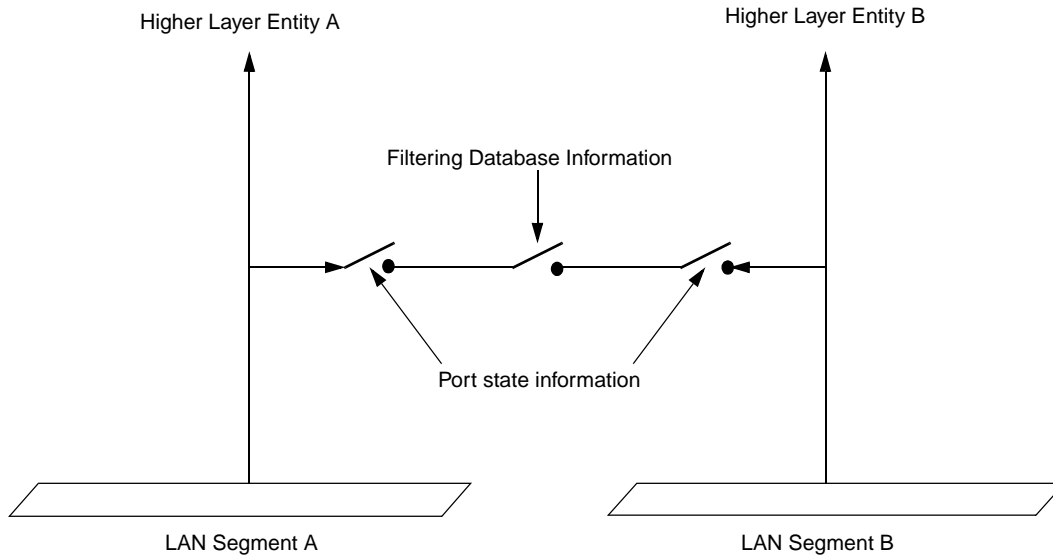 Higher Layer Entity A
Higher Layer Entity B
Filtering Database Information
Port state information
LAN Segment A
LAN Segment B